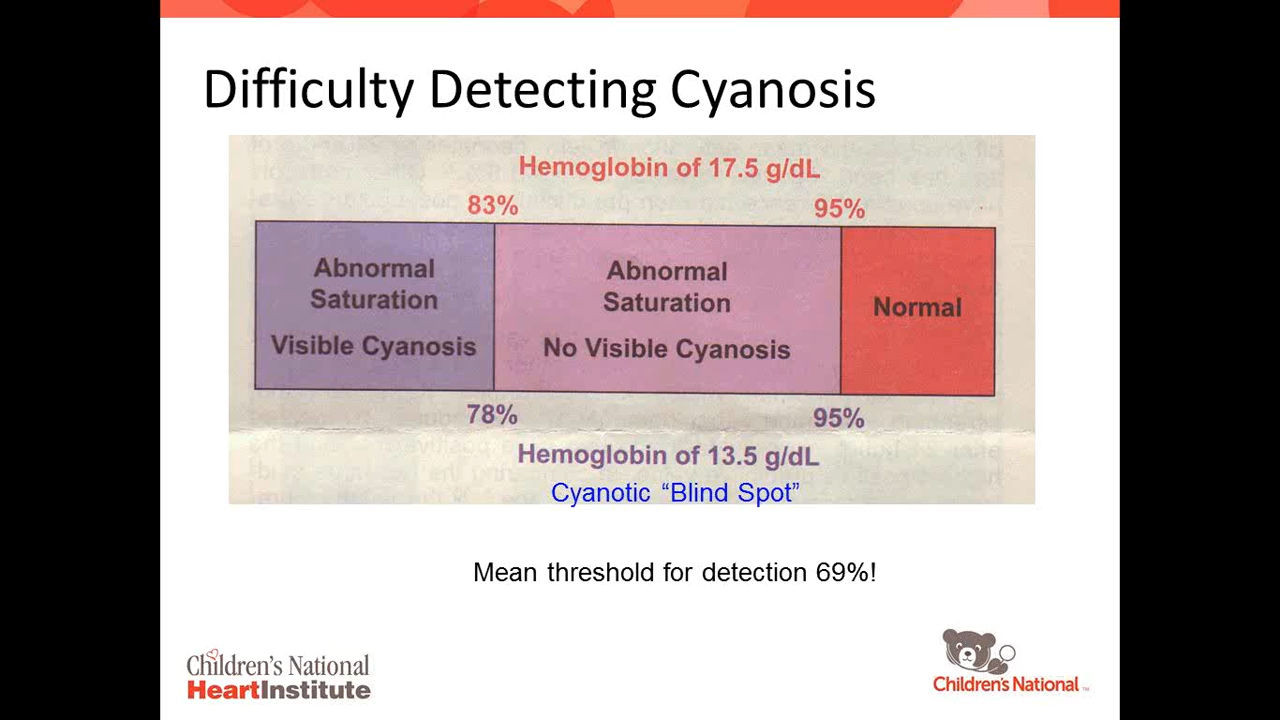 Difficulty Detecting Cyanosis
Hemoglobin of 17.5 g/dL
83%
95%
Abnormal
Saturation
Visible Cyanosis
Abnormal
Saturation
No Visible Cyanosis
Normal
78%
95%
Hemoglobin of 13.5 g/dL
Cyanotic “Blind Spot”
Mean threshold for detection 69%!
Children's National
HeartInstitute
Children's National ™